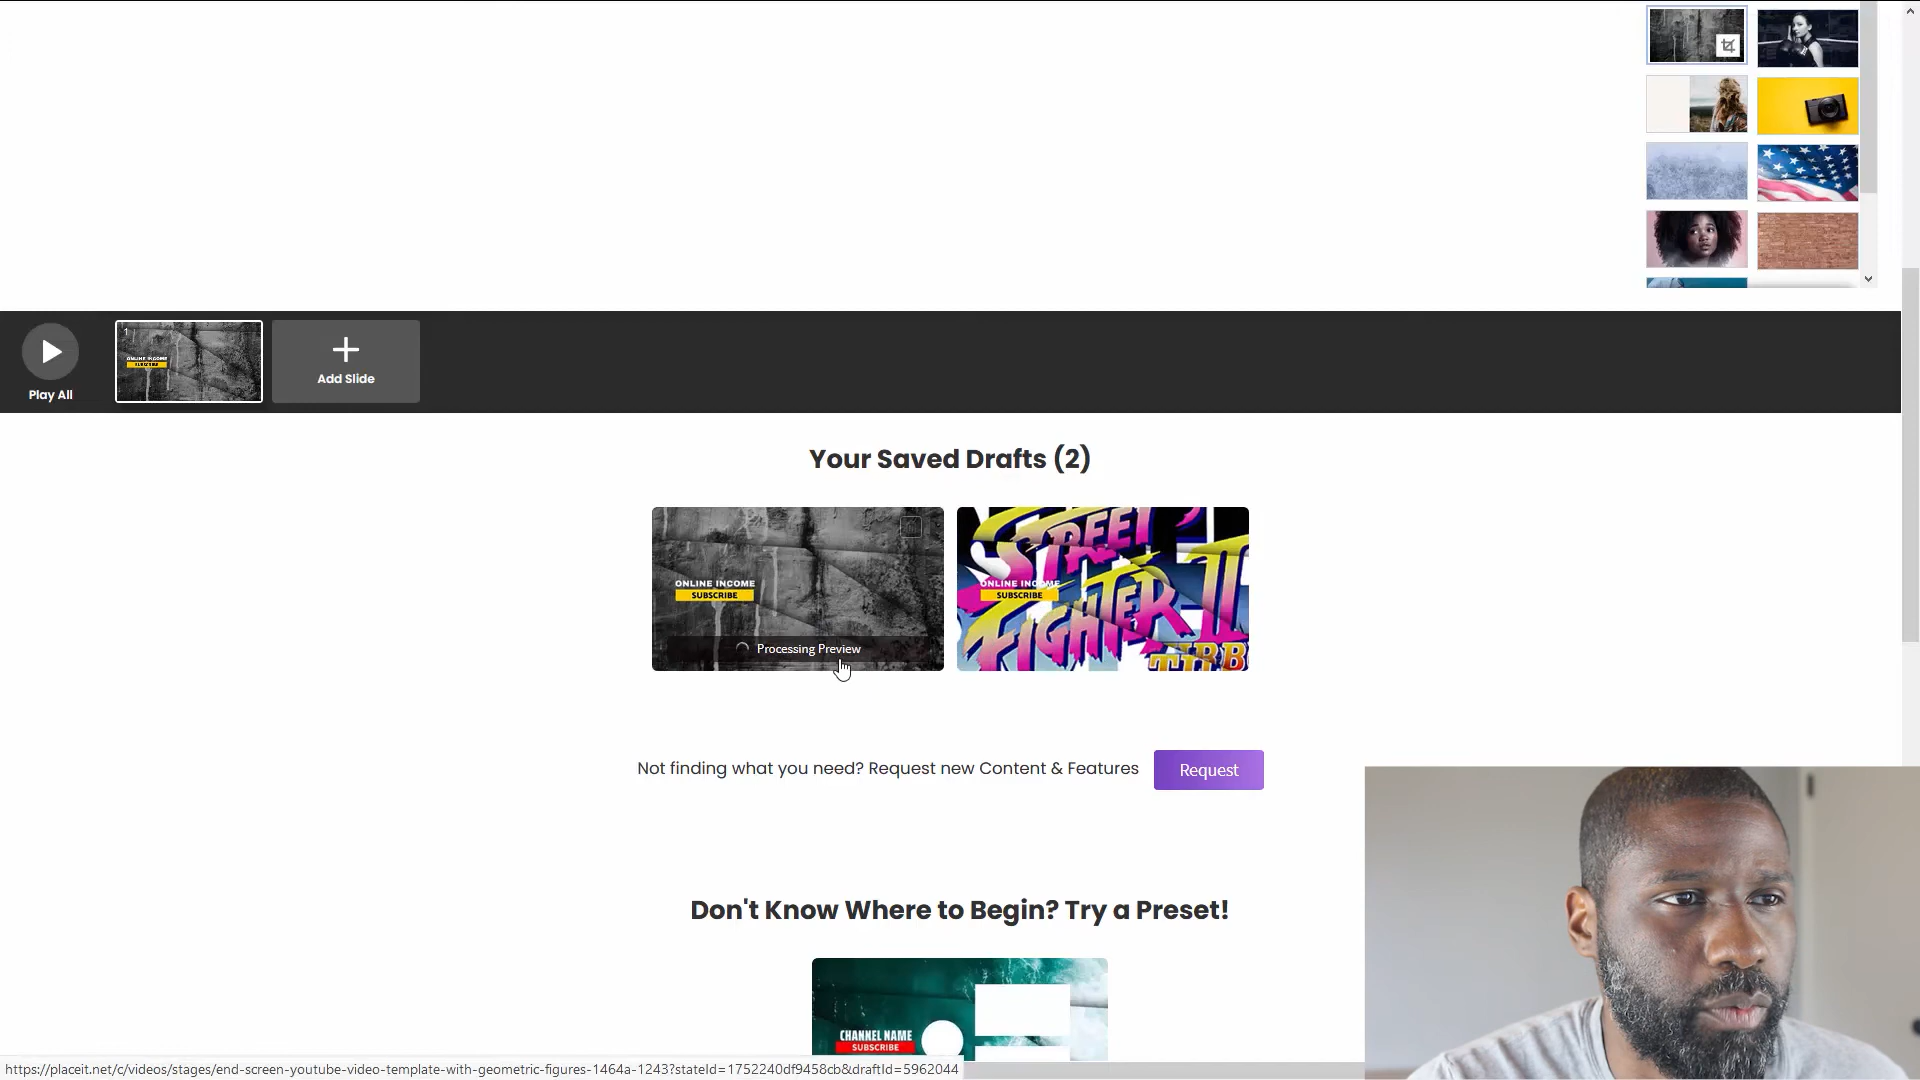 1
ONLINE INCOME
SUBSCRIBE
Play All
Add Slide
Your Saved Drafts (2)
ONLINE INCOME
SUBSCRIBE
Processing Preview
STREET
FIGHTER II
TURBO
ONLINE INCOME
SUBSCRIBE
Not finding what you need? Request new Content & Features
Request
Don't Know Where to Begin? Try a Preset!
CHANNEL NAME
SUBSCRIBE
https://placeit.net/c/videos/stages/end-screen-youtube-video-template-with-geometric-figures-1464a-1243?stateId=1752240df9458cb&draftId=5962044